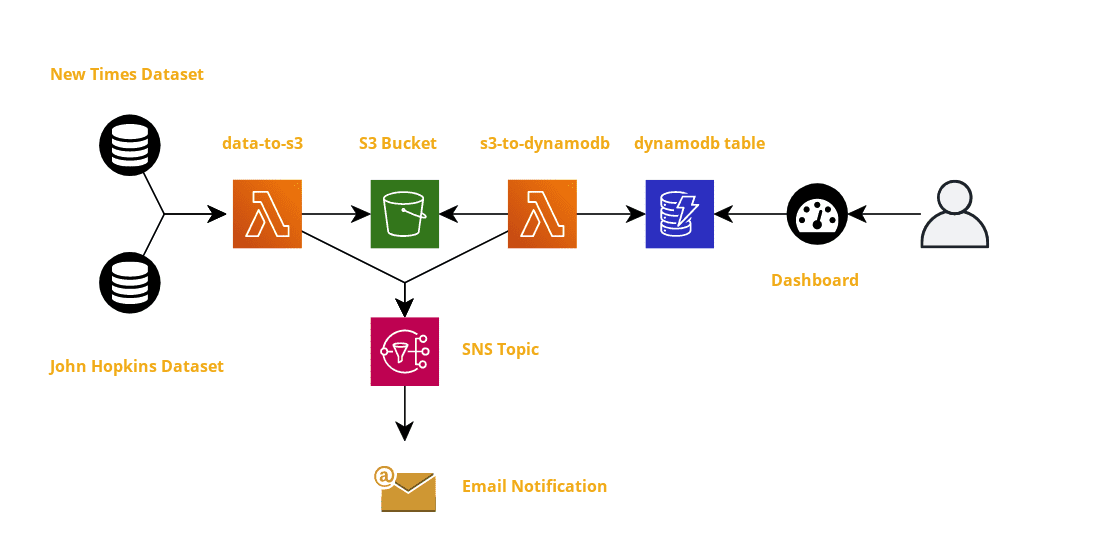 New Times Dataset
data-to-s3
S3 Bucket
s3-to-dynamodb
dynamodb table
Dashboard
John Hopkins Dataset
SNS Topic
@
Email Notification